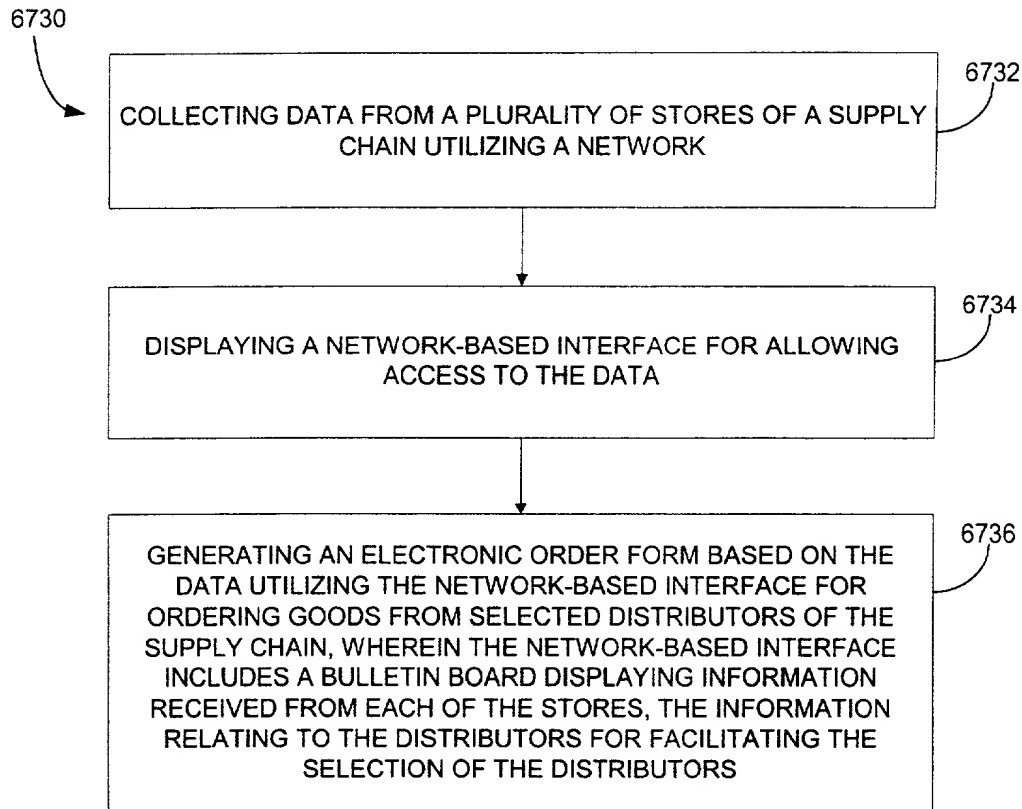 6730
6732
COLLECTING DATA FROM A PLURALITY OF STORES OF A SUPPLY
CHAIN UTILIZING A NETWORK
6734
DISPLAYING A NETWORK-BASED INTERFACE FOR ALLOWING
ACCESS TO THE DATA
6736
GENERATING AN ELECTRONIC ORDER FORM BASED ON THE
DATA UTILIZING THE NETWORK-BASED INTERFACE FOR
ORDERING GOODS FROM SELECTED DISTRIBUTORS OF THE
SUPPLY CHAIN, WHEREIN THE NETWORK-BASED INTERFACE
INCLUDES A BULLETIN BOARD DISPLAYING INFORMATION
RECEIVED FROM EACH OF THE STORES, THE INFORMATION
RELATING TO THE DISTRIBUTORS FOR FACILITATING THE
SELECTION OF THE DISTRIBUTORS